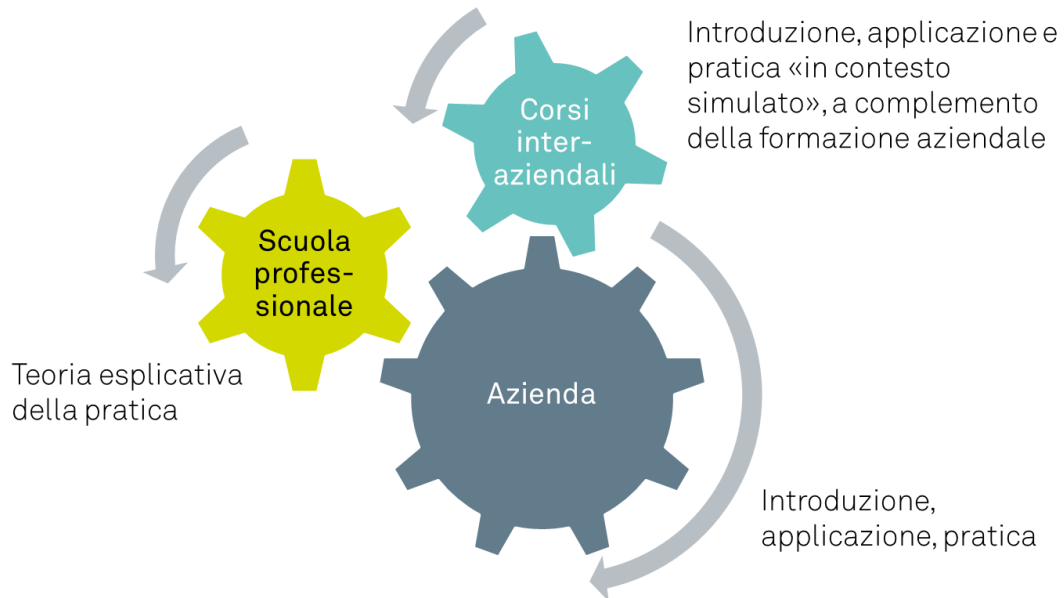 Introduzione, applicazione e
pratica «in contesto
simulato», a complemento
della formazione aziendale
Corsi
inter-
aziendali
Scuola
profes-
sionale
Teoria esplicativa
della pratica
Azienda
Introduzione,
applicazione, pratica